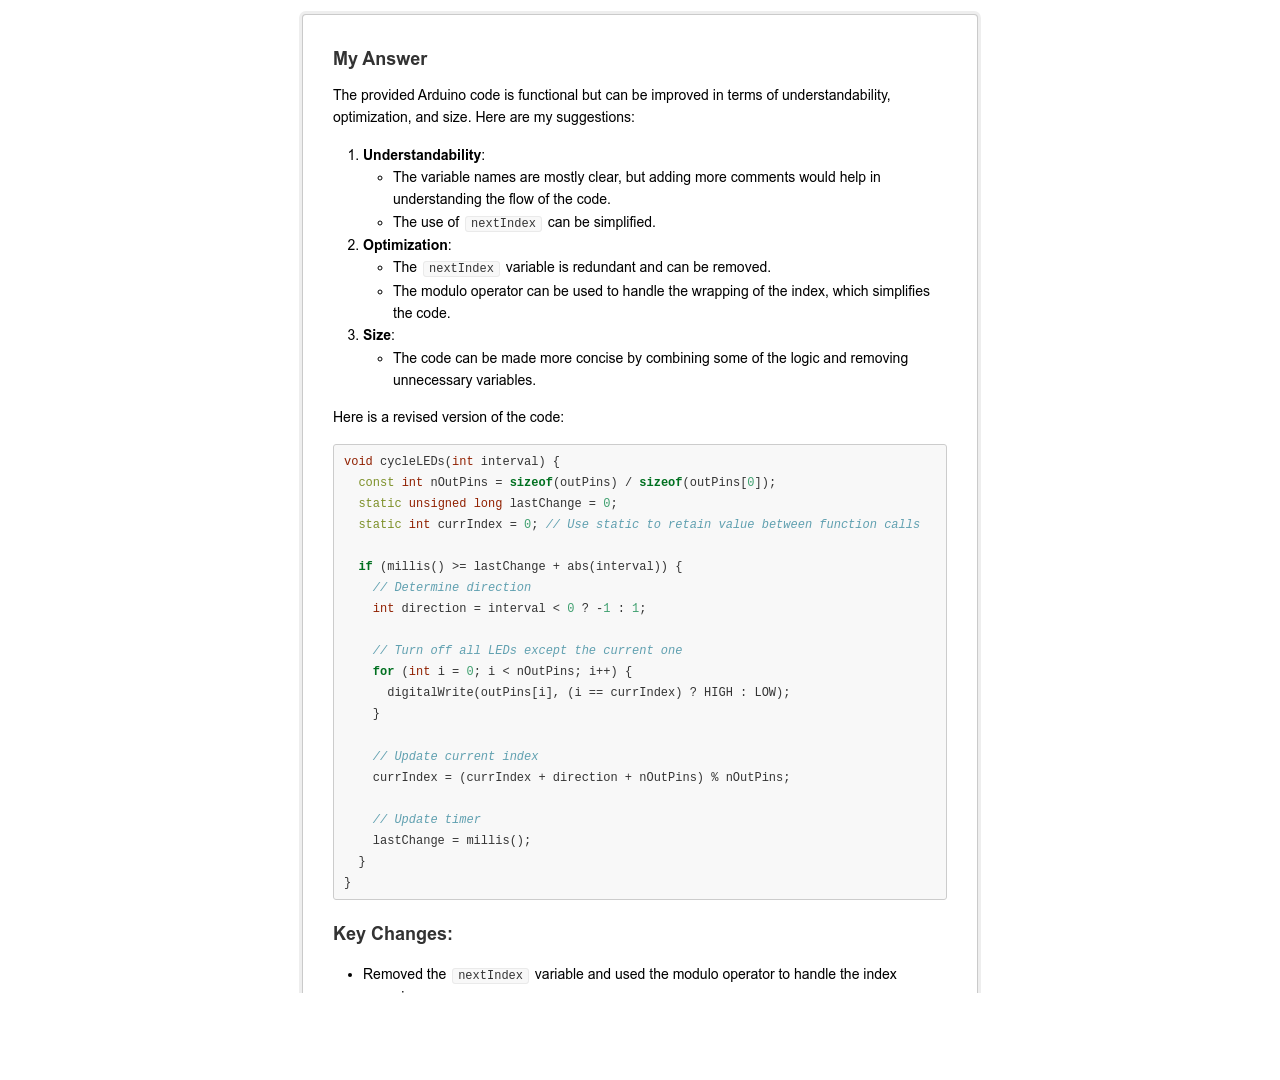 My Answer
The provided Arduino code is functional but can be improved in terms of understandability,
optimization, and size. Here are my suggestions:
1. Understandability:
◦ The variable names are mostly clear, but adding more comments would help in
understanding the flow of the code.
◦ The use of nextIndex can be simplified.
2. Optimization:
◦ The nextIndex variable is redundant and can be removed.
◦ The modulo operator can be used to handle the wrapping of the index, which simplifies
the code.
3. Size:
◦ The code can be made more concise by combining some of the logic and removing
unnecessary variables.
Here is a revised version of the code:
void cycleLEDs(int interval) {
  const int nOutPins = sizeof(outPins) / sizeof(outPins[0]);
  static unsigned long lastChange = 0;
  static int currIndex = 0; // Use static to retain value between function calls

  if (millis() >= lastChange + abs(interval)) {
    // Determine direction
    int direction = interval < 0 ? -1 : 1;

    // Turn off all LEDs except the current one
    for (int i = 0; i < nOutPins; i++) {
      digitalWrite(outPins[i], (i == currIndex) ? HIGH : LOW);
    }

    // Update current index
    currIndex = (currIndex + direction + nOutPins) % nOutPins;

    // Update timer
    lastChange = millis();
  }
}
Key Changes:
• Removed the nextIndex variable and used the modulo operator to handle the index